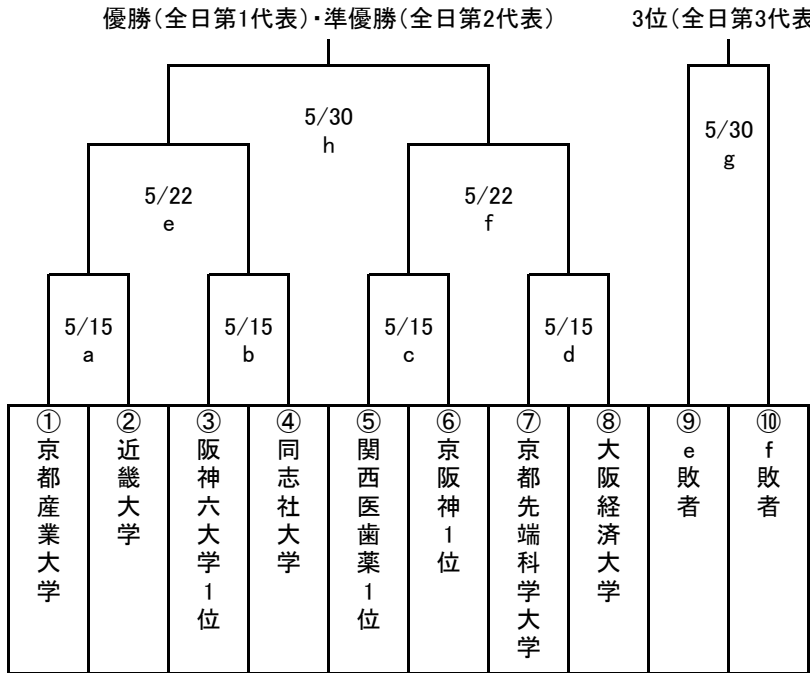 優勝(全日第1代表)・準優勝(全日第2代表)
3位(全日第3代表
5/30
h
5/30
g
5/22
e
5/22
f
5/15
a
5/15
b
5/15
c
5/15
d
①京都産業大学
②近畿大学
③阪神六大学1位
④同志社大学
⑤関西医歯薬1位
⑥京阪神1位
⑦京都先端科学大学
⑧大阪経済大学
⑨e敗者
⑩f敗者